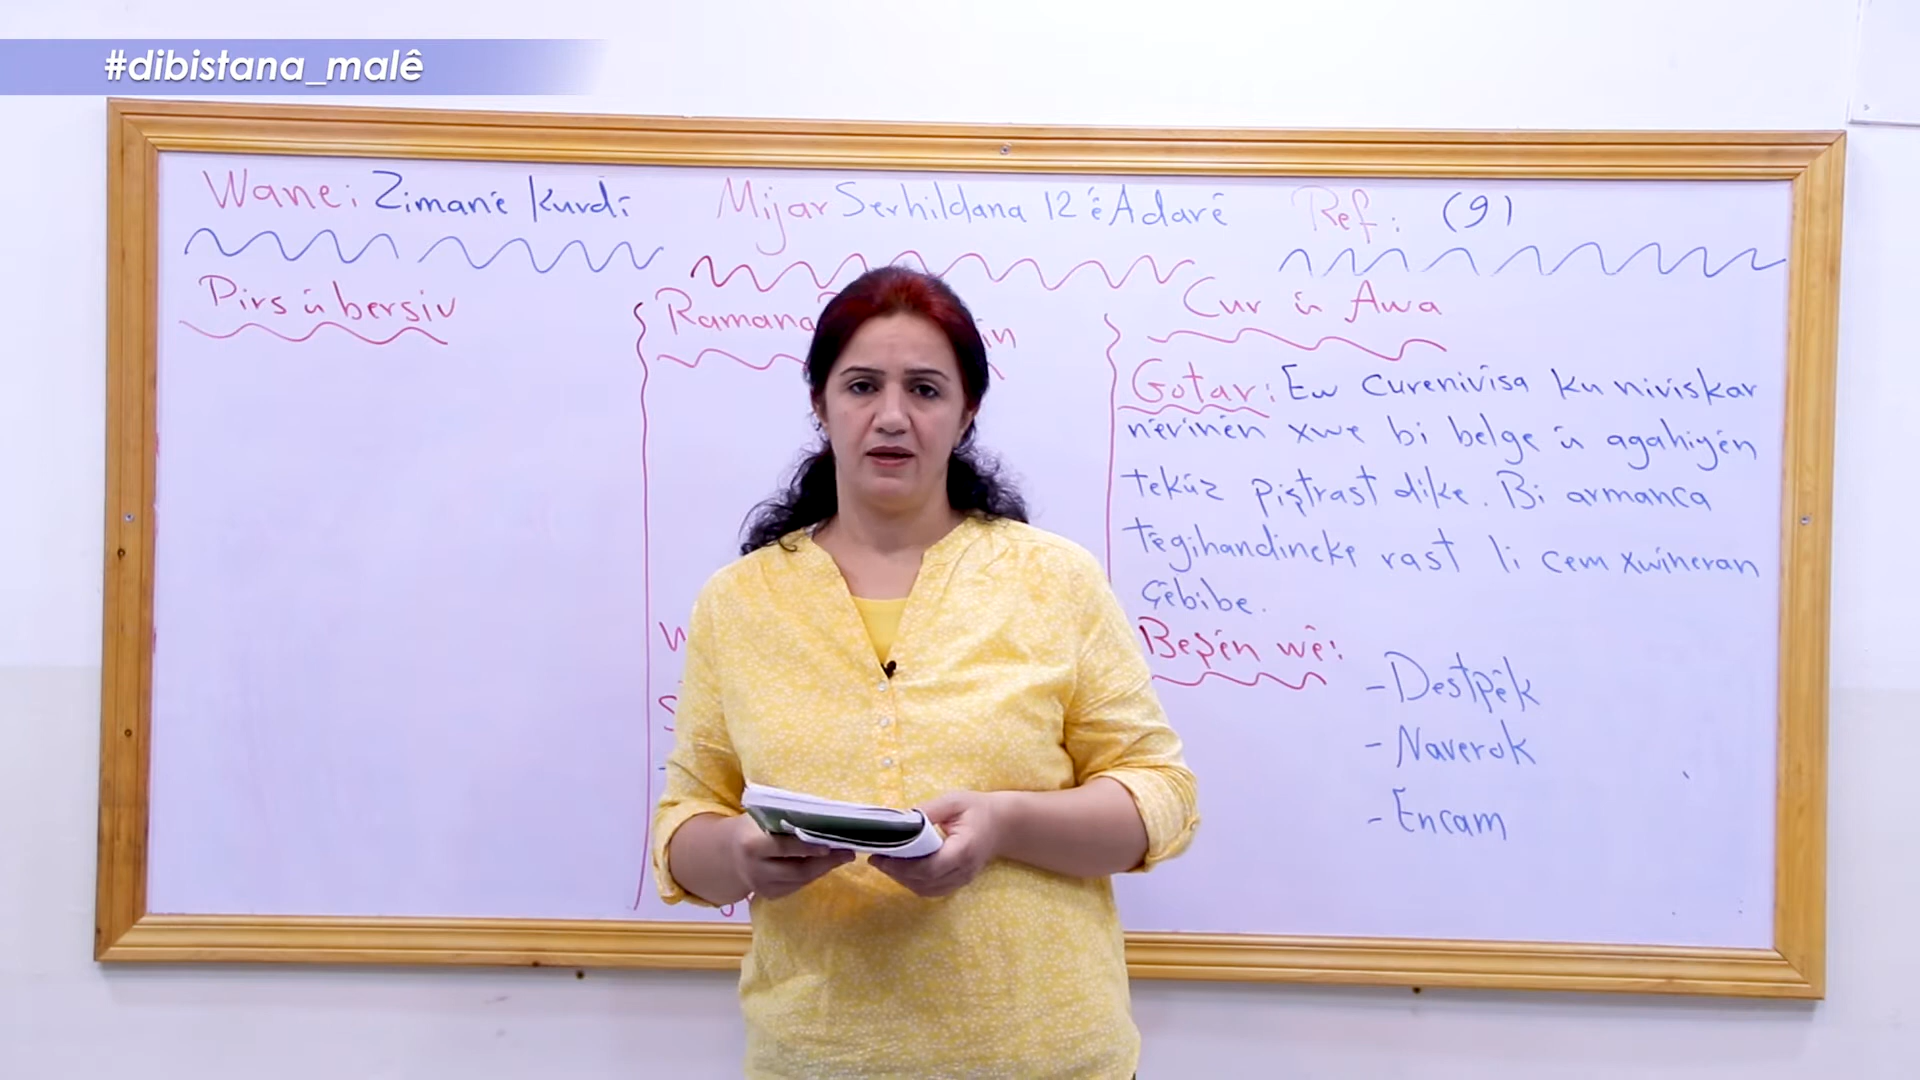 #dibistana_malê
Wane: Zimanê Kurdî Mijar Serhildana 12'ê Adarê Ref: (9)
Pirs û bersiv
Ramana
Cur û Awa
Gotar: Ew curenivîsa ku nivîskar
nêrînên xwe bi belge û agahiyên
tekûz piştrast dike. Bi armanca
têgihandineke rast li cem xwîneran
çêbibe.
Beşên wê:
- Destpêk
- Naverok
- Encam